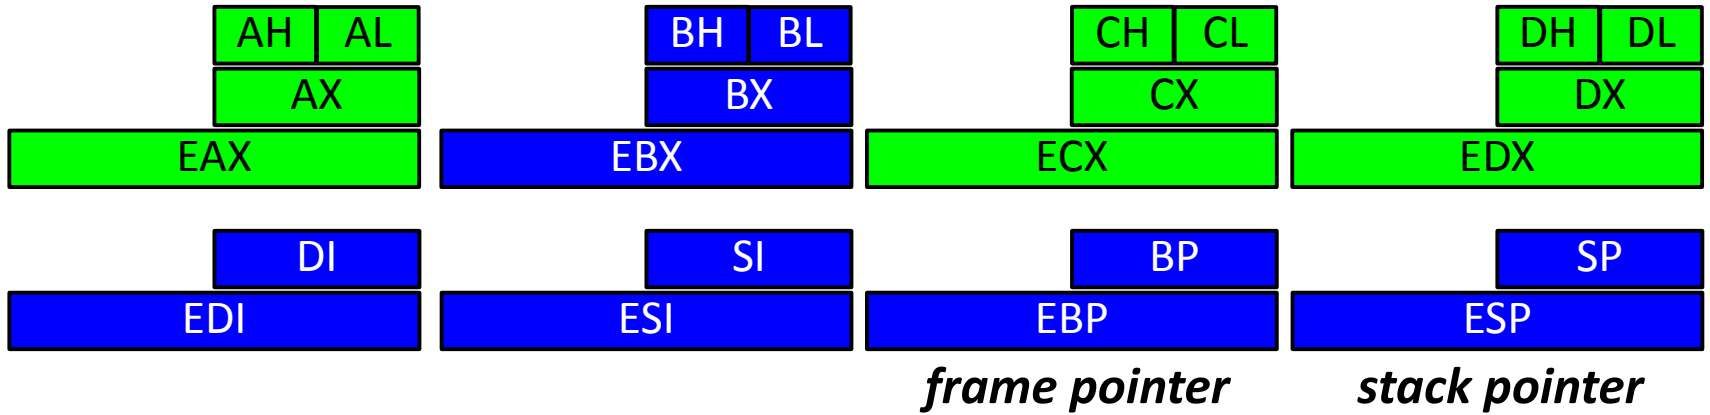 AH AL BH BL CH CL DH DL
AX BX CX DX
EAX EBX ECX EDX
DI SI BP SP
EDI ESI EBP ESP
frame pointer stack pointer